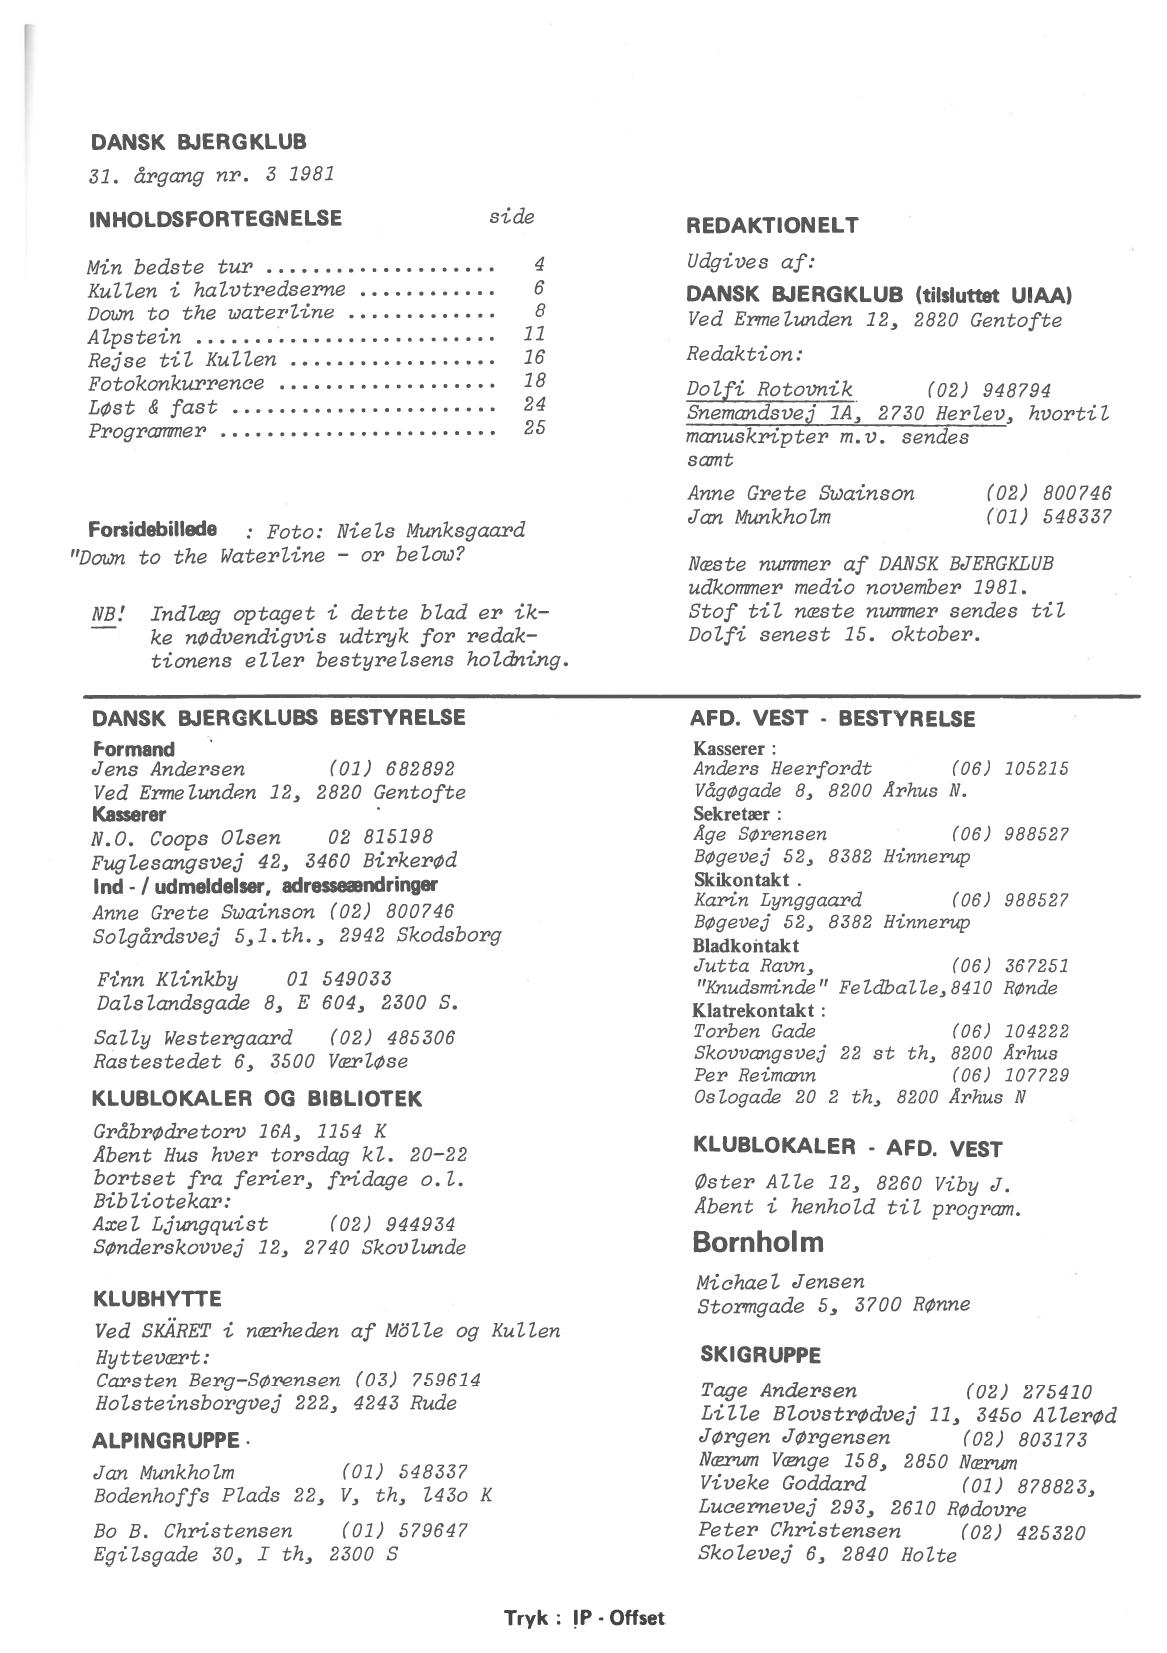 DANSK BJERGKLUB
31. årgang nr. 3 1981
INHOLDSFORTEGNELSE side
Min bedste tur .................... 4
Kullen i halvtredserne ............ 6
Down to the waterline ............. 8
Alpstein .......................... 11
Rejse til Kullen .................. 16
Fotokonkurrence ................... 18
Løst & fast ....................... 24
Programmer ........................ 25
Forsidebillede : Foto: Niels Munksgaard
"Down to the Waterline - or below?
NB! Indlæg optaget i dette blad er ik-
ke nødvendigvis udtryk for redak-
tionens eller bestyrelsens holdning.
REDAKTIONELT
Udgives af:
DANSK BJERGKLUB (tilsluttet UIAA)
Ved Ermelunden 12, 2820 Gentofte
Redaktion:
Dolfi Rotovnik (02) 948794
Snemandsvej 1A, 2730 Herlev, hvortil
manuskripter m.v. sendes
samt
Anne Grete Swainson (02) 800746
Jan Munkholm (01) 548337
Næste nummer af DANSK BJERGKLUB
udkommer medio november 1981.
Stof til næste nummer sendes til
Dolfi senest 15. oktober.
DANSK BJERGKLUBS BESTYRELSE
Formand
Jens Andersen (01) 682892
Ved Ermelunden 12, 2820 Gentofte
Kasserer
N.O. Coops Olsen 02 815198
Fuglesangsvej 42, 3460 Birkerød
Ind - / udmeldelser, adresseændringer
Anne Grete Swainson (02) 800746
Solgårdsvej 5,1.th., 2942 Skodsborg
Finn Klinkby 01 549033
Dalslandsgade 8, E 604, 2300 S.
Sally Westergaard (02) 485306
Rastestedet 6, 3500 Værløse
KLUBLOKALER OG BIBLIOTEK
Gråbrødretorv 16A, 1154 K
Åbent Hus hver torsdag kl. 20-22
bortset fra ferier, fridage o.l.
Bibliotekar:
Axel Ljungquist (02) 944934
Sønderskovvej 12, 2740 Skovlunde
KLUBHYTTE
Ved SKÄRET i nærheden af Mölle og Kullen
Hyttevært:
Carsten Berg-Sørensen (03) 759614
Holsteinsborgvej 222, 4243 Rude
ALPINGRUPPE
Jan Munkholm (01) 548337
Bodenhoffs Plads 22, V, th, 143o K
Bo B. Christensen (01) 579647
Egilsgade 30, I th, 2300 S
AFD. VEST - BESTYRELSE
Kasserer :
Anders Heerfordt (06) 105215
Vågøgade 8, 8200 Århus N.
Sekretær :
Åge Sørensen (06) 988527
Bøgevej 52, 8382 Hinnerup
Skikontakt .
Karin Lynggaard (06) 988527
Bøgevej 52, 8382 Hinnerup
Bladkontakt
Jutta Ravn, (06) 367251
"Knudsminde" Feldballe,8410 Rønde
Klatrekontakt :
Torben Gade (06) 104222
Skovvangsvej 22 st th, 8200 Århus
Per Reimann (06) 107729
Oslogade 20 2 th, 8200 Århus N
KLUBLOKALER - AFD. VEST
Øster Alle 12, 8260 Viby J.
Åbent i henhold til program.
Bornholm
Michael Jensen
Stormgade 5, 3700 Rønne
SKIGRUPPE
Tage Andersen (02) 275410
Lille Blovstrødvej 11, 345o Allerød
Jørgen Jørgensen (02) 803173
Nærum Vænge 158, 2850 Nærum
Viveke Goddard (01) 878823,
Lucernevej 293, 2610 Rødovre
Peter Christensen (02) 425320
Skolevej 6, 2840 Holte
Tryk : IP - Offset